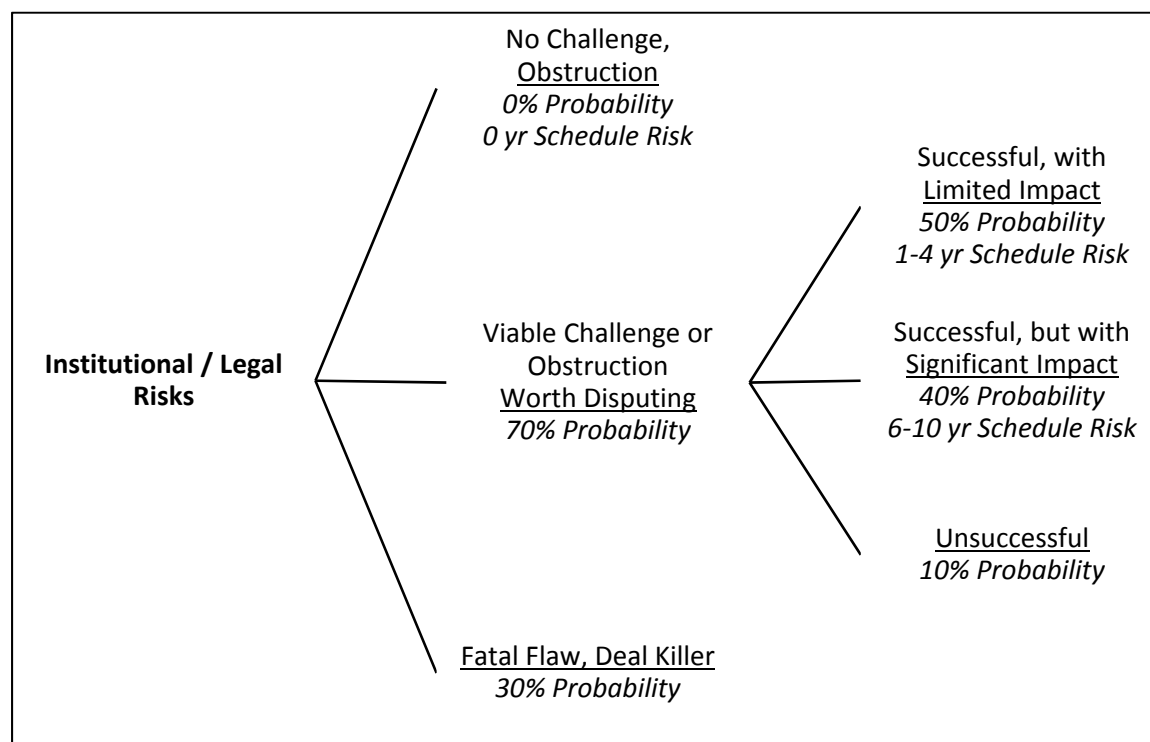 Institutional / Legal
Risks
No Challenge,
Obstruction
0% Probability
0 yr Schedule Risk
Viable Challenge or
Obstruction
Worth Disputing
70% Probability
Fatal Flaw, Deal Killer
30% Probability
Successful, with
Limited Impact
50% Probability
1-4 yr Schedule Risk
Successful, but with
Significant Impact
40% Probability
6-10 yr Schedule Risk
Unsuccessful
10% Probability